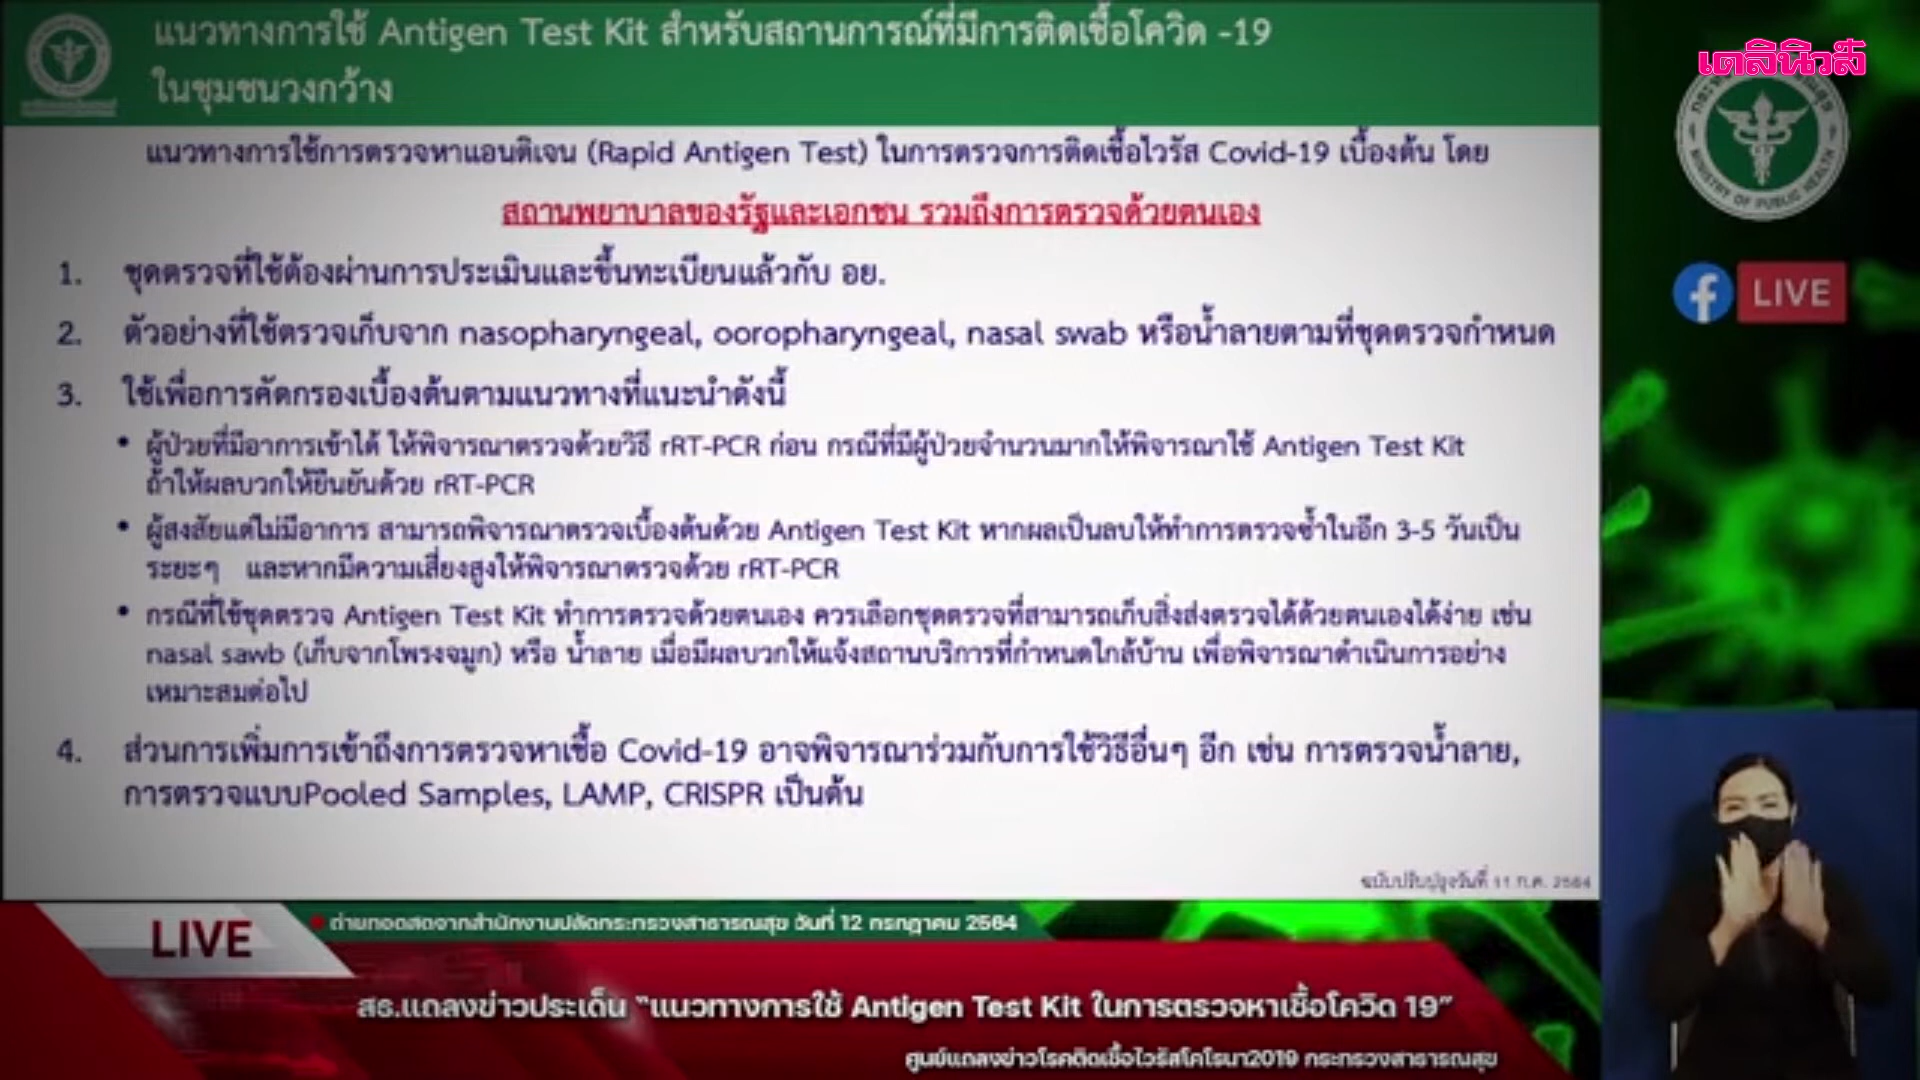 แนวทางการใช้ Antigen Test Kit สำหรับสถานการณ์ที่มีการติดเชื้อโควิด -19
ในชุมชนวงกว้าง
เดลินิวส์
MINISTRY OF PUBLIC HEALTH
LIVE
แนวทางการใช้การตรวจหาแอนติเจน (Rapid Antigen Test) ในการตรวจการติดเชื้อไวรัส Covid-19 เบื้องต้น โดย
สถานพยาบาลของรัฐและเอกชน รวมถึงการตรวจด้วยตนเอง
1. ชุดตรวจที่ใช้ต้องผ่านการประเมินและขึ้นทะเบียนแล้วกับ อย.
2. ตัวอย่างที่ใช้ตรวจเก็บจาก nasopharyngeal, ooropharyngeal, nasal swab หรือน้ำลายตามที่ชุดตรวจกำหนด
3. ใช้เพื่อการคัดกรองเบื้องต้นตามแนวทางที่แนะนำดังนี้
• ผู้ป่วยที่มีอาการเข้าได้ ให้พิจารณาตรวจด้วยวิธี rRT-PCR ก่อน กรณีที่มีผู้ป่วยจำนวนมากให้พิจารณาใช้ Antigen Test Kit
ถ้าให้ผลบวกให้ยืนยันด้วย rRT-PCR
• ผู้สงสัยแต่ไม่มีอาการ สามารถพิจารณาตรวจเบื้องต้นด้วย Antigen Test Kit หากผลเป็นลบให้ทำการตรวจซ้ำในอีก 3-5 วันเป็น
ระยะๆ และหากมีความเสี่ยงสูงให้พิจารณาตรวจด้วย rRT-PCR
• กรณีที่ใช้ชุดตรวจ Antigen Test Kit ทำการตรวจด้วยตนเอง ควรเลือกชุดตรวจที่สามารถเก็บสิ่งส่งตรวจได้ด้วยตนเองได้ง่าย เช่น
nasal sawb (เก็บจากโพรงจมูก) หรือ น้ำลาย เมื่อมีผลบวกให้แจ้งสถานบริการที่กำหนดใกล้บ้าน เพื่อพิจารณาดำเนินการอย่าง
เหมาะสมต่อไป
4. ส่วนการเพิ่มการเข้าถึงการตรวจหาเชื้อ Covid-19 อาจพิจารณาร่วมกับการใช้วิธีอื่นๆ อีก เช่น การตรวจน้ำลาย,
การตรวจแบบPooled Samples, LAMP, CRISPR เป็นต้น
ฉบับปรับปรุงวันที่ 11 ก.ค. 2564
LIVE
ถ่ายทอดสดจากสำนักงานปลัดกระทรวงสาธารณสุข วันที่ 12 กรกฎาคม 2564
สธ.แถลงข่าวประเด็น “แนวทางการใช้ Antigen Test Kit ในการตรวจหาเชื้อโควิด 19”
ศูนย์แถลงข่าวโรคติดเชื้อไวรัสโคโรนา2019 กระทรวงสาธารณสุข